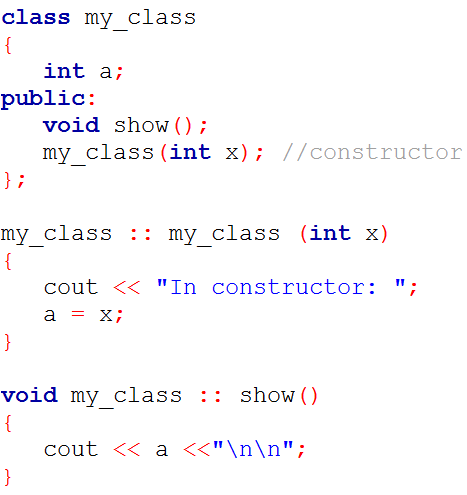 class my_class
{
   int a;
public:
   void show();
   my_class(int x); //constructor
};

my_class :: my_class (int x)
{
   cout << "In constructor: ";
   a = x;
}

void my_class :: show()
{
   cout << a <<"\n\n";
}